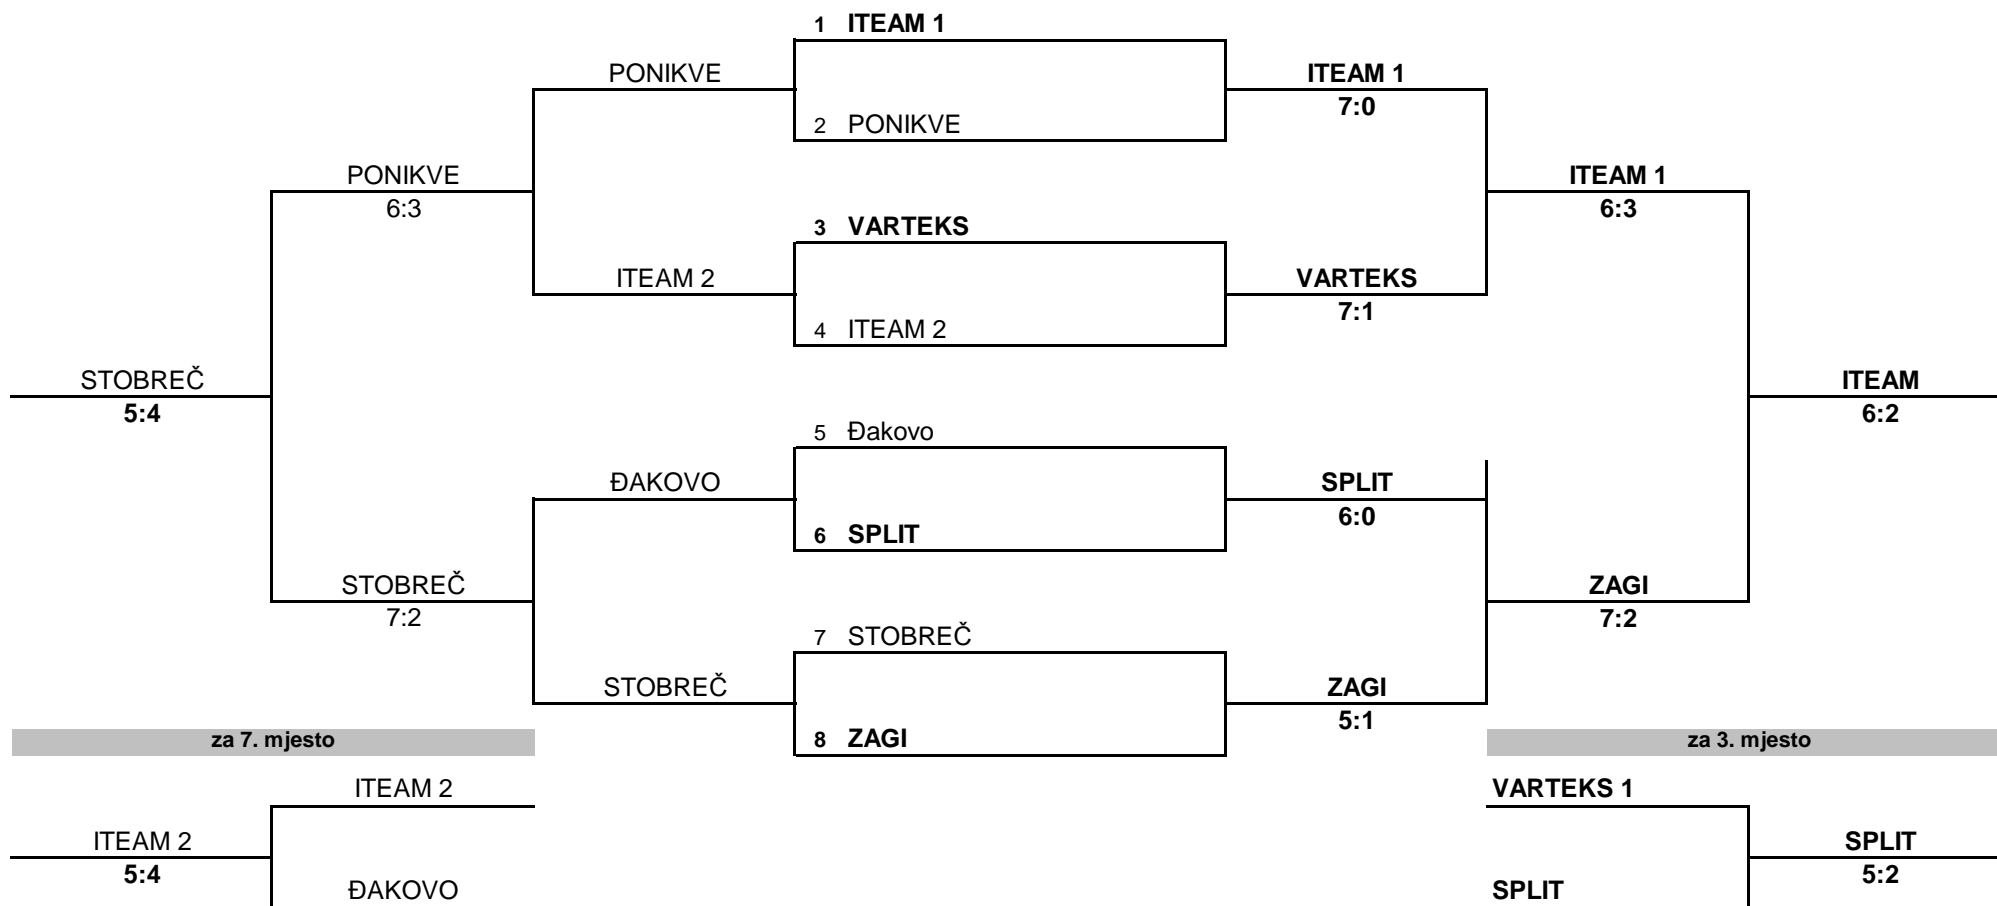 1 ITEAM 1
PONIKVE
ITEAM 1
7:0
2 PONIKVE
PONIKVE
6:3
ITEAM 1
6:3
3 VARTEKS
ITEAM 2
VARTEKS
7:1
4 ITEAM 2
STOBREČ
5:4
ITEAM
6:2
5 Đakovo
ĐAKOVO
SPLIT
6:0
6 SPLIT
STOBREČ
7:2
ZAGI
7:2
7 STOBREČ
STOBREČ
ZAGI
5:1
8 ZAGI
za 7. mjesto
za 3. mjesto
ITEAM 2
VARTEKS 1
ITEAM 2
5:4
SPLIT
5:2
ĐAKOVO
SPLIT